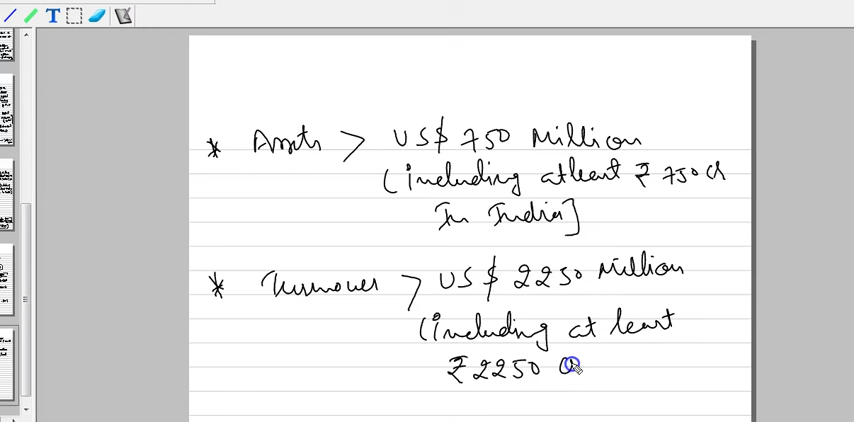 * Assets > US$ 750 Million
(including atleast ₹ 750 Cr
In India]
* Turnover > US $ 2250 Million
(including at least
₹2250 Cr